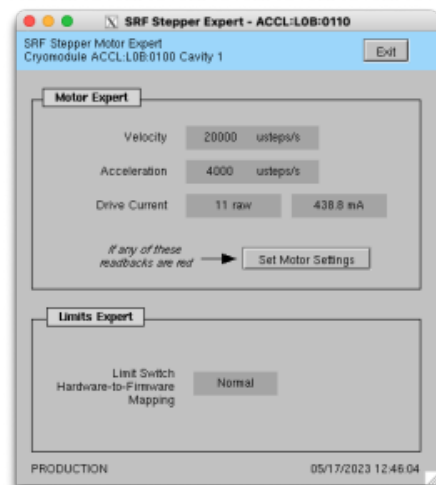 SRF Stepper Expert - ACCL:L0B:0110
SRF Stepper Motor Expert
Cryomodule ACCL:L0B:0100 Cavity 1
Exit
Motor Expert
Velocity 20000 usteps/s
Acceleration 4000 usteps/s
Drive Current 11 raw 438.8 mA
If any of these
readbacks are red
Set Motor Settings
Limits Expert
Limit Switch
Hardware-to-Firmware
Mapping
Normal
PRODUCTION 05/17/2023 12:46:04